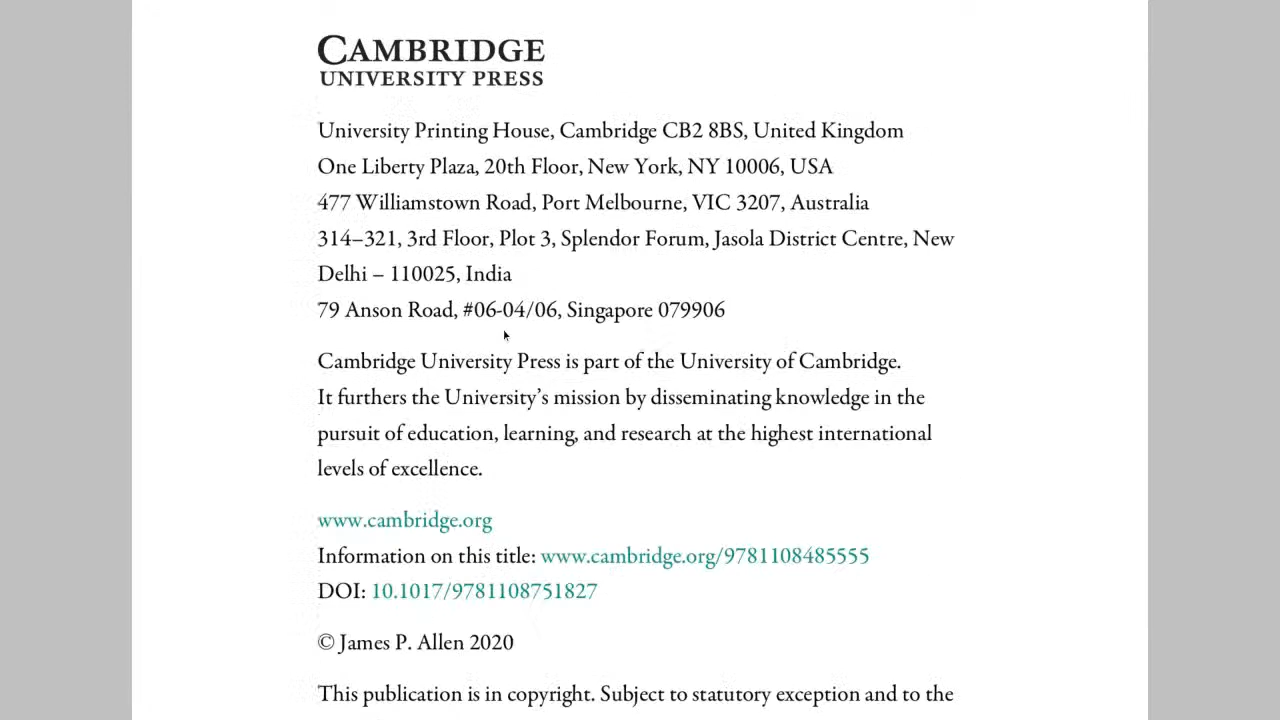 CAMBRIDGE
UNIVERSITY PRESS
University Printing House, Cambridge CB2 8BS, United Kingdom
One Liberty Plaza, 20th Floor, New York, NY 10006, USA
477 Williamstown Road, Port Melbourne, VIC 3207, Australia
314–321, 3rd Floor, Plot 3, Splendor Forum, Jasola District Centre, New
Delhi – 110025, India
79 Anson Road, #06-04/06, Singapore 079906
Cambridge University Press is part of the University of Cambridge.
It furthers the University’s mission by disseminating knowledge in the
pursuit of education, learning, and research at the highest international
levels of excellence.
www.cambridge.org
Information on this title: www.cambridge.org/9781108485555
DOI: 10.1017/9781108751827
© James P. Allen 2020
This publication is in copyright. Subject to statutory exception and to the